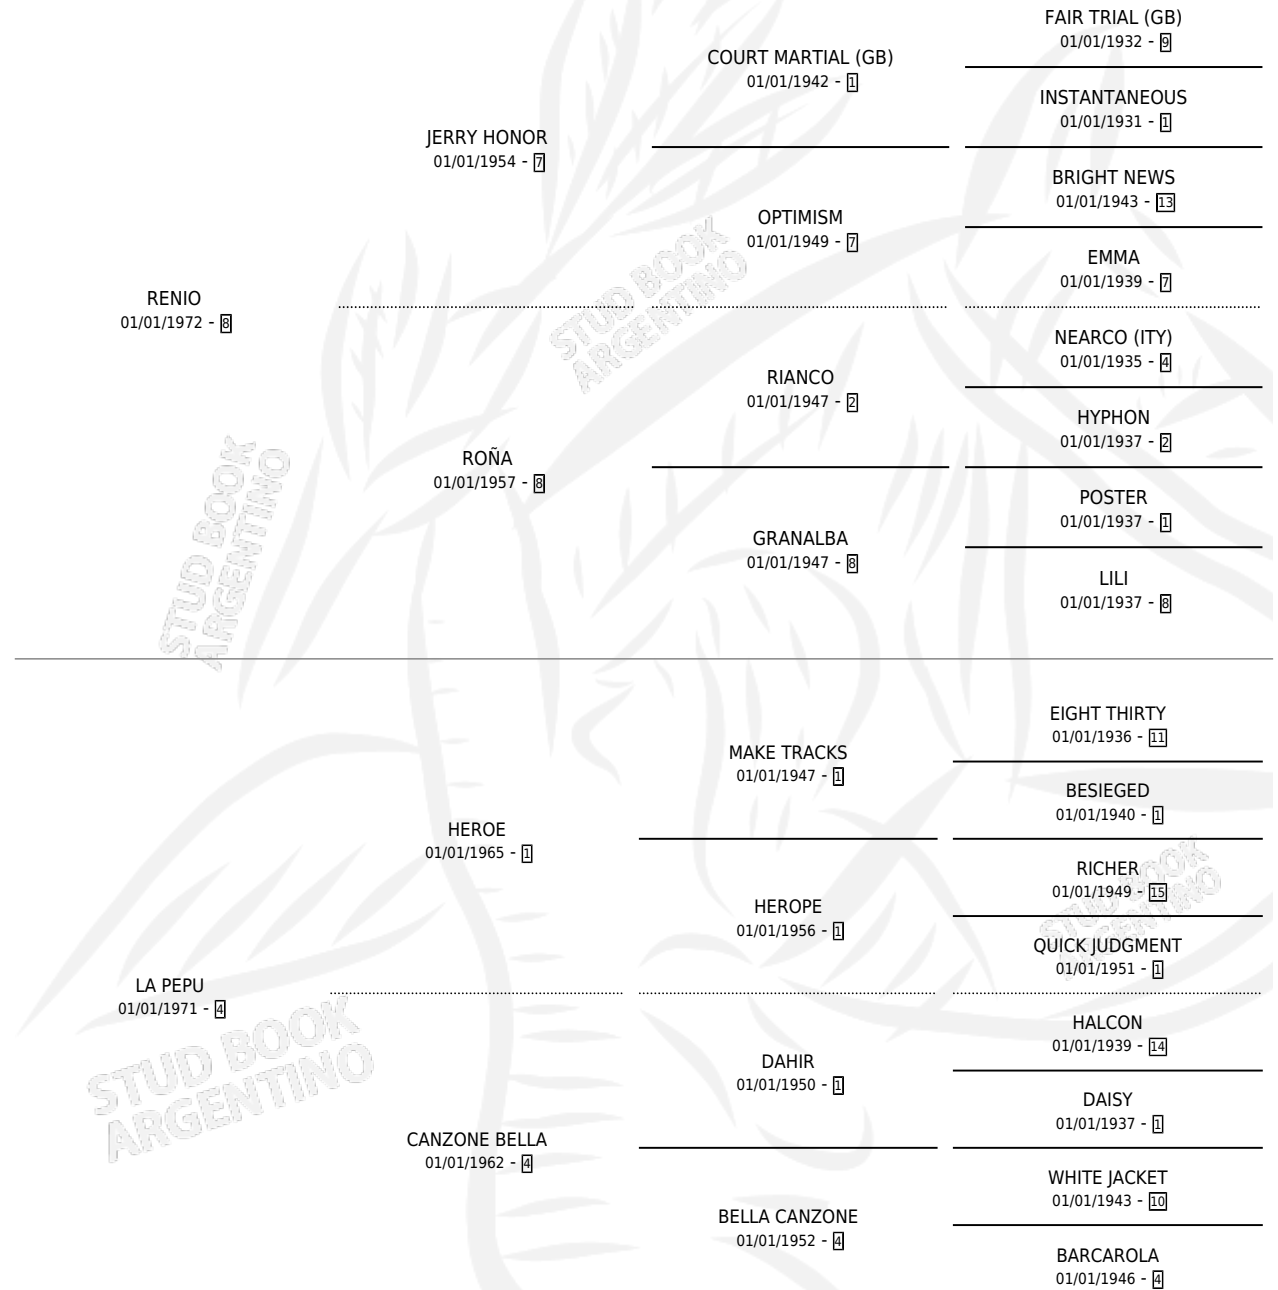 FAIR TRIAL (GB)
01/01/1932 - 9
COURT MARTIAL (GB)
01/01/1942 - 1
INSTANTANEOUS
01/01/1931 - 1
JERRY HONOR
01/01/1954 - 7
BRIGHT NEWS
01/01/1943 - 13
OPTIMISM
01/01/1949 - 7
EMMA
01/01/1939 - 7
RENIO
01/01/1972 - 8
NEARCO (ITY)
01/01/1935 - 4
RIANCO
01/01/1947 - 2
HYPHON
01/01/1937 - 2
ROÑA
01/01/1957 - 8
POSTER
01/01/1937 - 1
GRANALBA
01/01/1947 - 8
LILI
01/01/1937 - 8
EIGHT THIRTY
01/01/1936 - 11
MAKE TRACKS
01/01/1947 - 1
BESIEGED
01/01/1940 - 1
HEROE
01/01/1965 - 1
RICHER
01/01/1949 - 15
HEROPE
01/01/1956 - 1
QUICK JUDGMENT
01/01/1951 - 1
LA PEPU
01/01/1971 - 4
HALCON
01/01/1939 - 14
DAHIR
01/01/1950 - 1
DAISY
01/01/1937 - 1
CANZONE BELLA
01/01/1962 - 4
WHITE JACKET
01/01/1943 - 10
BELLA CANZONE
01/01/1952 - 4
BARCAROLA
01/01/1946 - 4
STUD BOOK
ARGENTINO
STUD BOOK
ARGENTINO
STUD BOOK
ARGENTINO
STUD BOOK
ARGENTINO